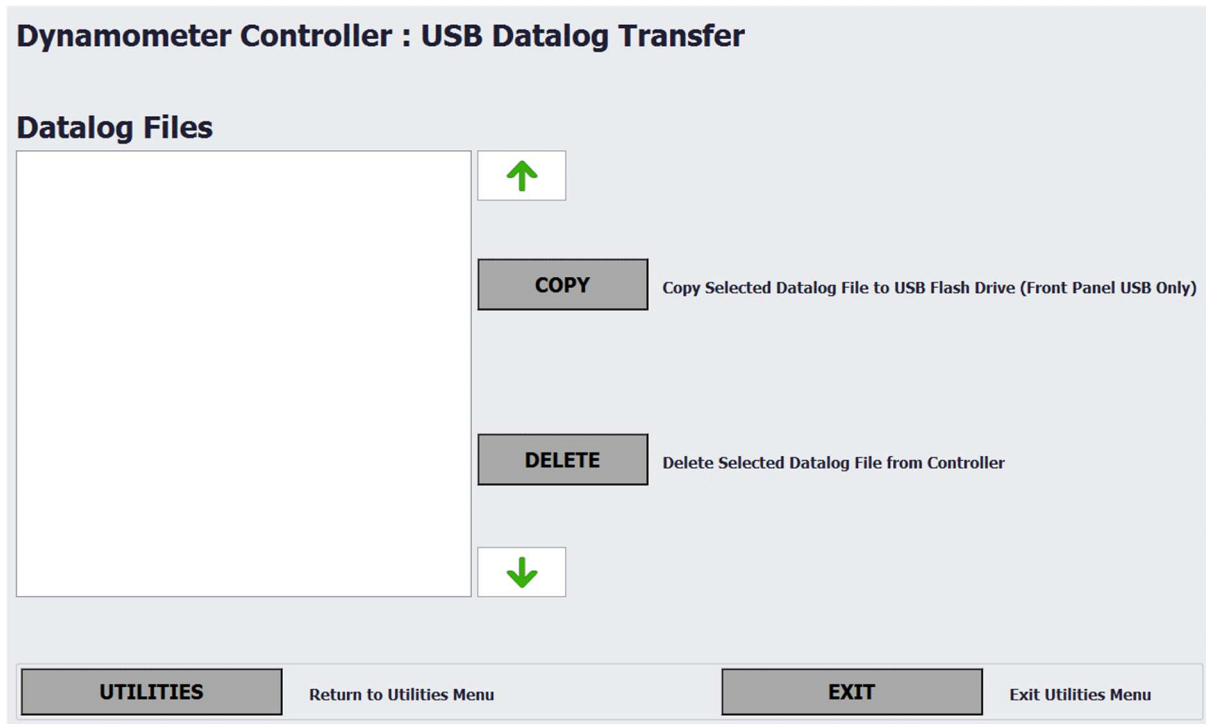 Dynamometer Controller : USB Datalog Transfer
Datalog Files
COPY
Copy Selected Datalog File to USB Flash Drive (Front Panel USB Only)
DELETE
Delete Selected Datalog File from Controller
UTILITIES
Return to Utilities Menu
EXIT
Exit Utilities Menu